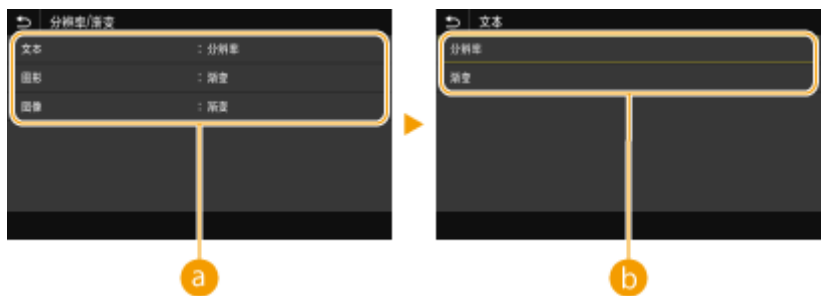 分辨率/渐变
文本 : 分辨率
图形 : 渐变
图像 : 渐变
a
文本
分辨率
渐变
b